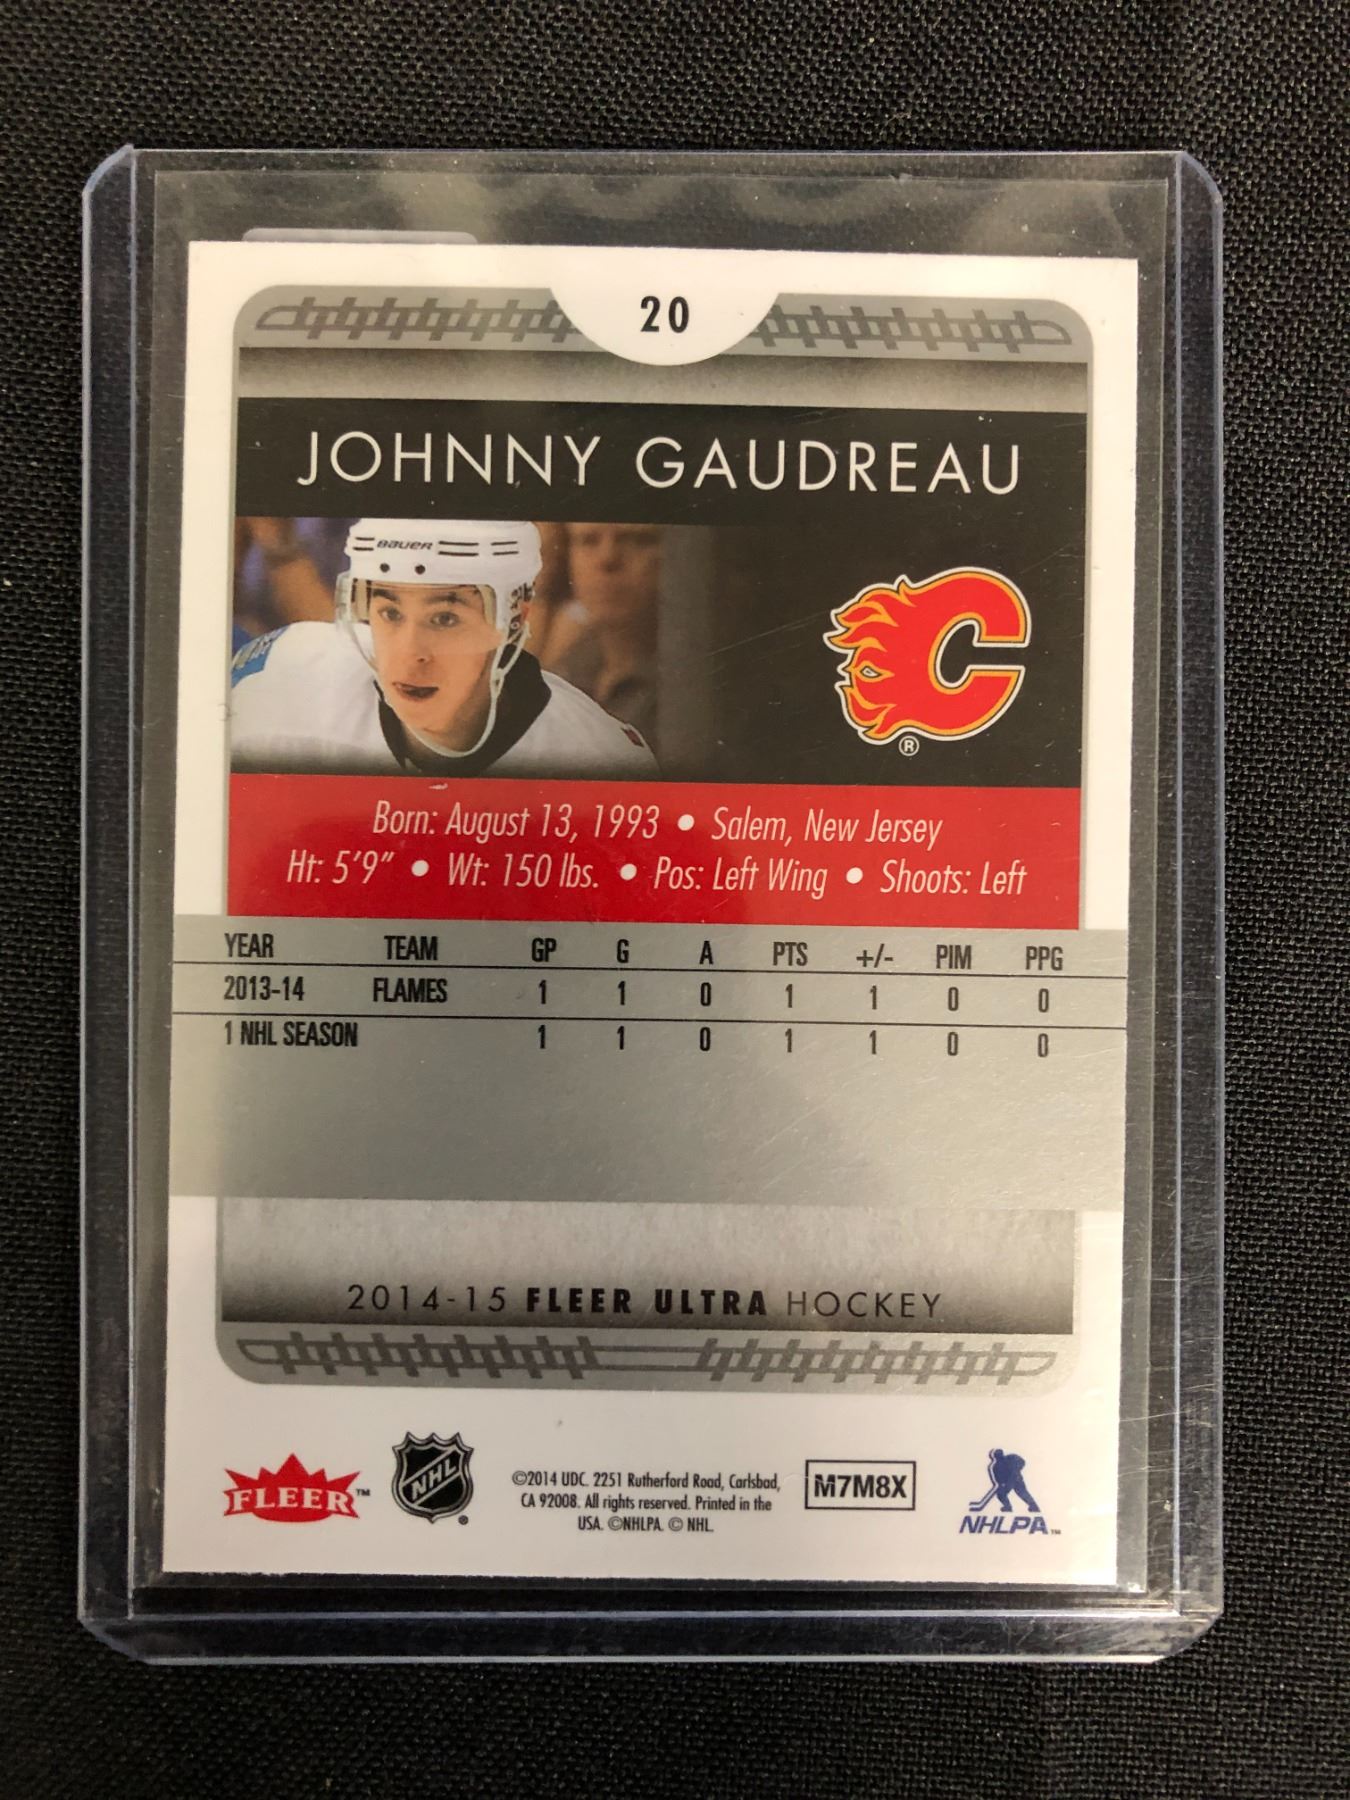 20
JOHNNY GAUDREAU
BAUER
®
Born: August 13, 1993 • Salem, New Jersey
Ht: 5'9" • Wt: 150 lbs. • Pos: Left Wing • Shoots: Left
YEAR TEAM GP G A PTS +/- PIM PPG
2013-14 FLAMES 1 1 0 1 1 0 0
1 NHL SEASON 1 1 0 1 1 0 0
2014-15 FLEER ULTRA HOCKEY
FLEER™
NHL
®
©2014 UDC. 2251 Rutherford Road, Carlsbad,
CA 92008. All rights reserved. Printed in the
USA. ©NHLPA. © NHL.
M7M8X
NHLPA™